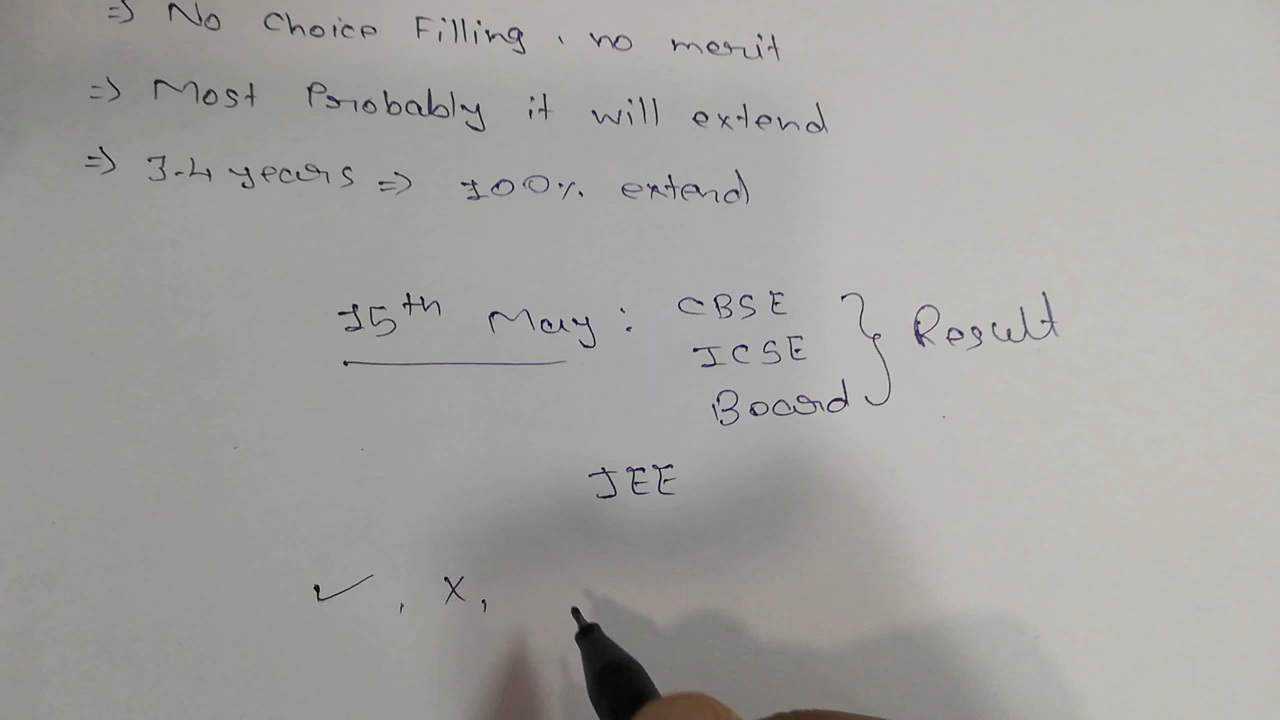 ⇒ No Choice Filling, no merit
⇒ Most Probably it will extend
⇒ 3-4 years ⇒ 100% extend
15th May : CBSE
ICSE
Board } Result
JEE
✓, X,